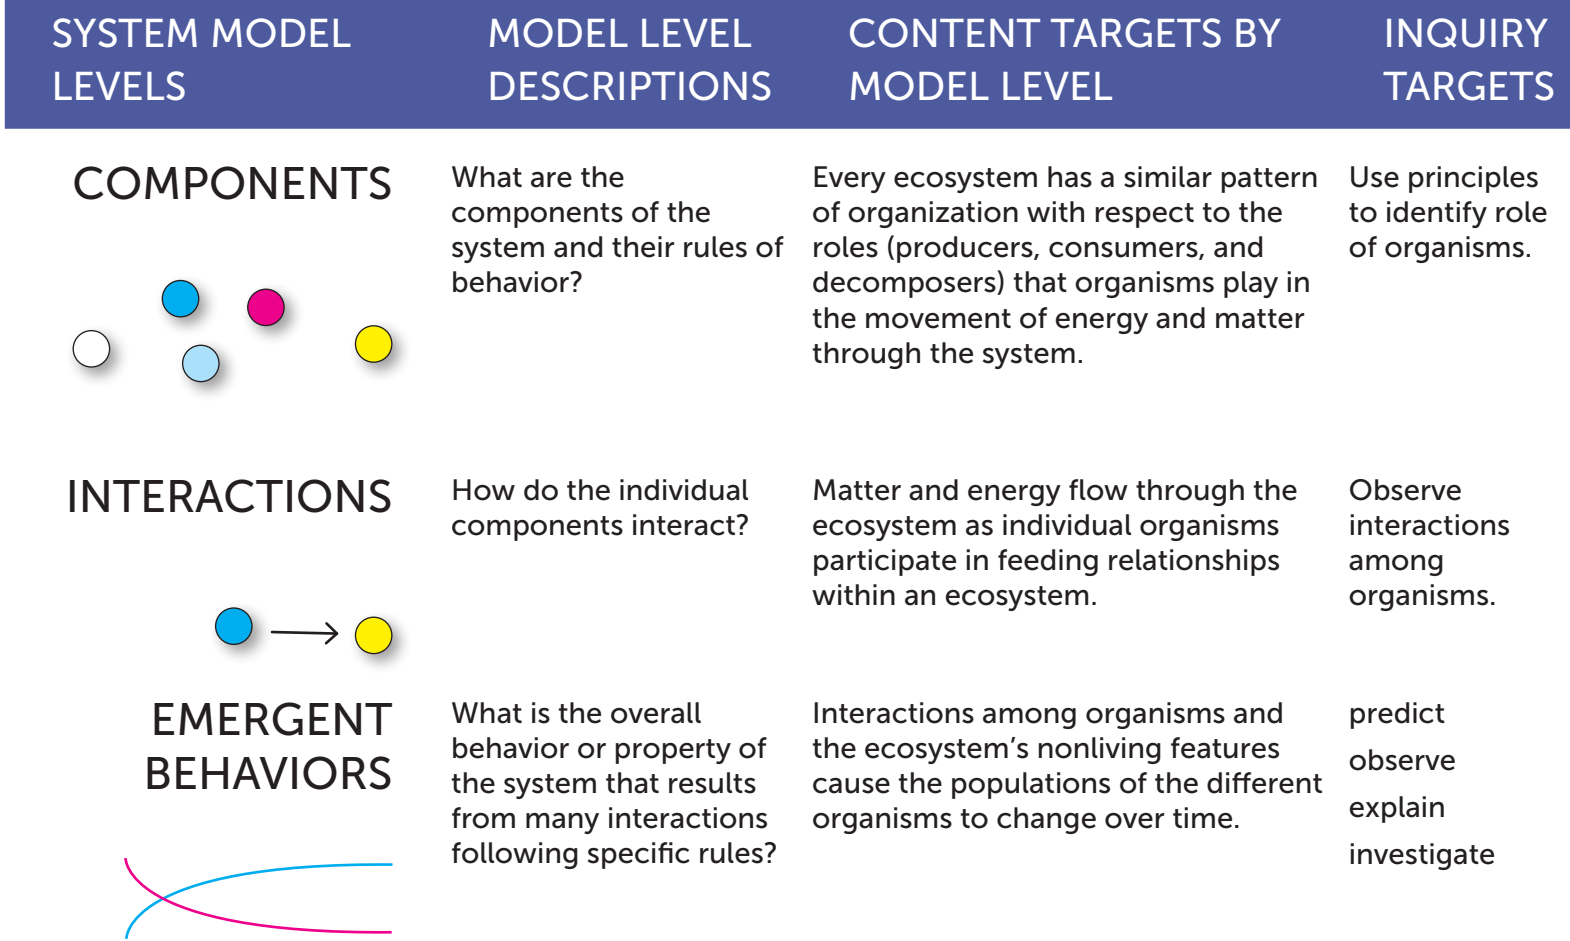 SYSTEM MODEL
LEVELS
MODEL LEVEL
DESCRIPTIONS
CONTENT TARGETS BY
MODEL LEVEL
INQUIRY
TARGETS
COMPONENTS
What are the
components of the
system and their rules of
behavior?
Every ecosystem has a similar pattern
of organization with respect to the
roles (producers, consumers, and
decomposers) that organisms play in
the movement of energy and matter
through the system.
Use principles
to identify role
of organisms.
INTERACTIONS
How do the individual
components interact?
Matter and energy flow through the
ecosystem as individual organisms
participate in feeding relationships
within an ecosystem.
Observe
interactions
among
organisms.
EMERGENT
BEHAVIORS
What is the overall
behavior or property of
the system that results
from many interactions
following specific rules?
Interactions among organisms and
the ecosystem's nonliving features
cause the populations of the different
organisms to change over time.
predict
observe
explain
investigate